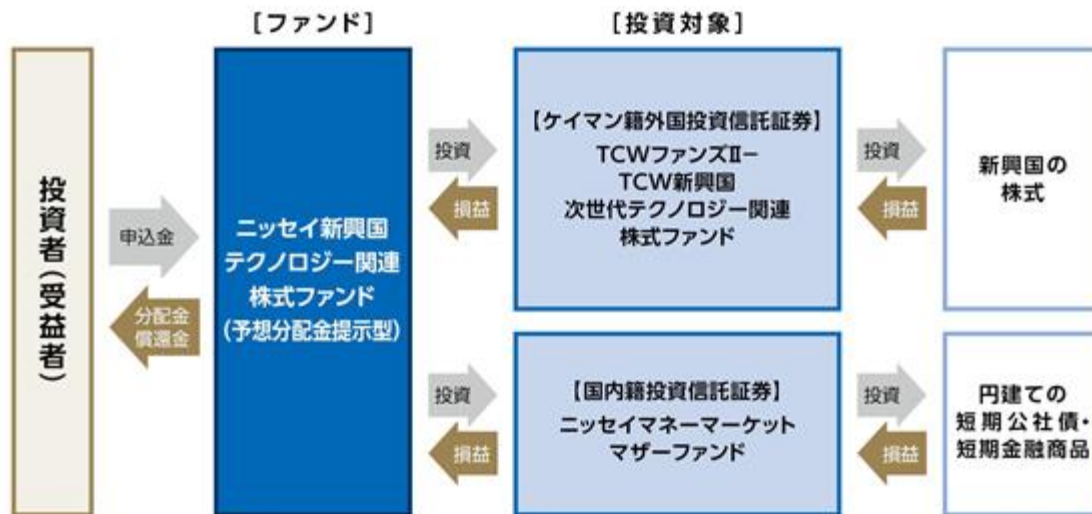 [ファンド]
[投資対象]
投資者(受益者)
申込金
分配金
償還金
ニッセイ新興国
テクノロジー関連
株式ファンド
(予想分配金提示型)
投資
損益
【ケイマン籍外国投資信託証券】
TCWファンズⅡ－
TCW新興国
次世代テクノロジー関連
株式ファンド
投資
損益
新興国の
株式
投資
損益
【国内籍投資信託証券】
ニッセイマネーマーケット
マザーファンド
投資
損益
円建ての
短期公社債・
短期金融商品